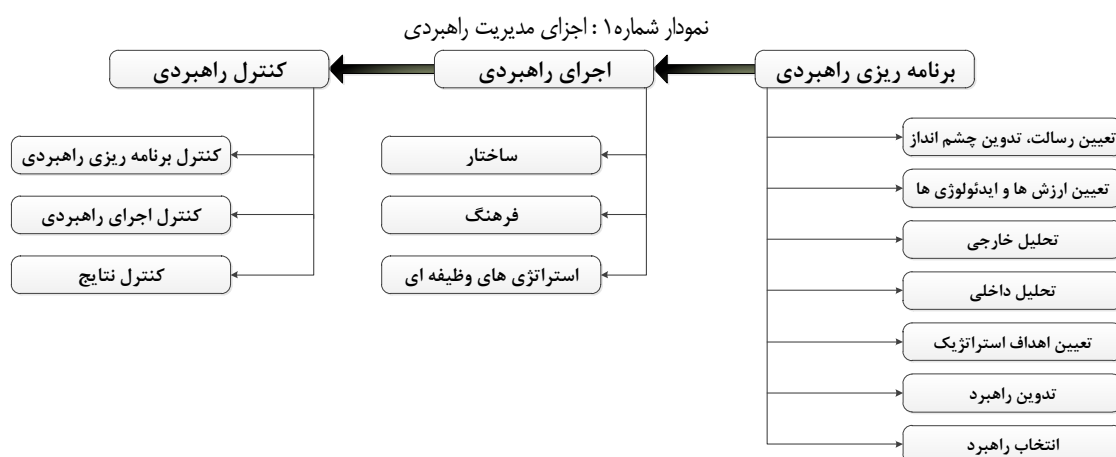 نمودار شماره۱ : اجزای مدیریت راهبردی
برنامه ریزی راهبردی
تعیین رسالت، تدوین چشم انداز
تعیین ارزش ها و ایدئولوژی ها
تحلیل خارجی
تحلیل داخلی
تعیین اهداف استراتژیک
تدوین راهبرد
انتخاب راهبرد
اجرای راهبردی
ساختار
فرهنگ
استراتژی های وظیفه ای
کنترل راهبردی
کنترل برنامه ریزی راهبردی
کنترل اجرای راهبردی
کنترل نتایج